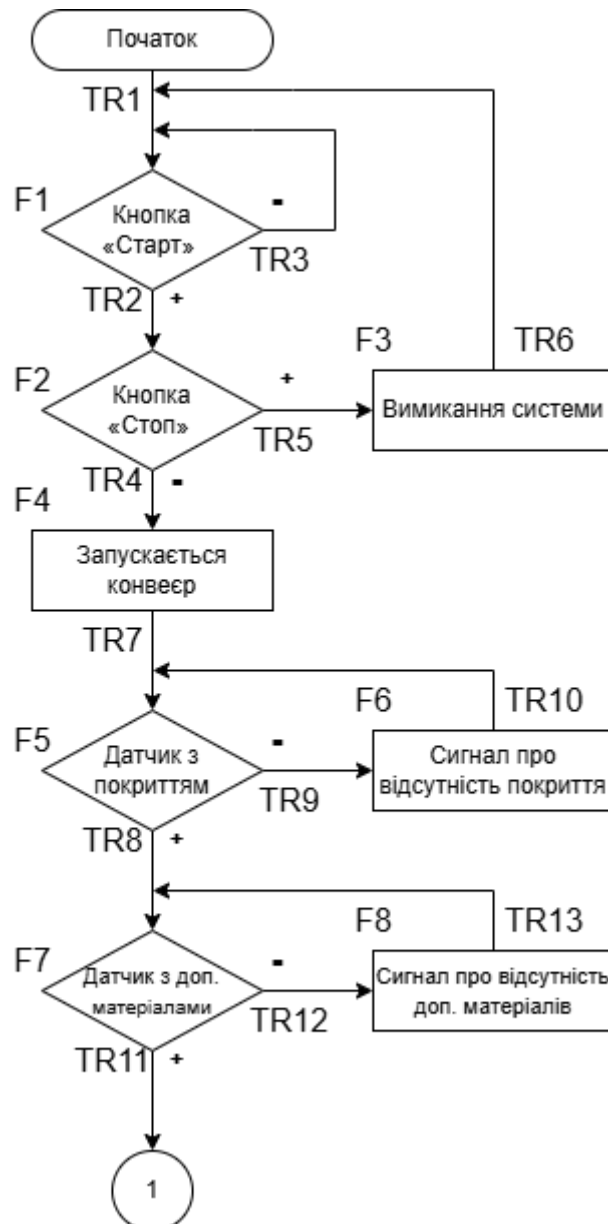 Початок
TR1
F1
Кнопка
«Старт»
-
TR3
TR2
+
F3
TR6
F2
Кнопка
«Стоп»
+
TR5
Вимикання системи
TR4
-
F4
Запускається
конвеєр
TR7
F6
TR10
F5
Датчик з
покриттям
-
TR9
Сигнал про
відсутність покриття
TR8
+
F8
TR13
F7
Датчик з доп.
матеріалами
-
TR12
Сигнал про відсутність
доп. матеріалів
TR11
+
1